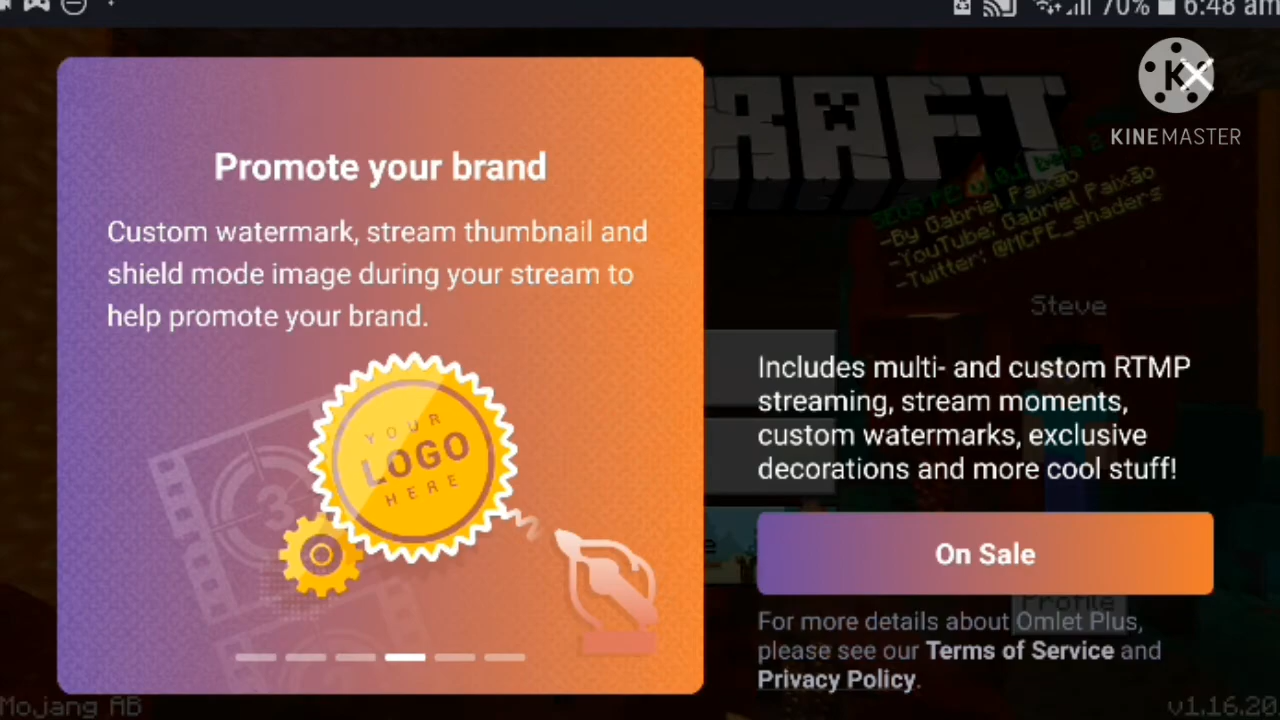 70% 6:48 am
KINEMASTER
Promote your brand
Custom watermark, stream thumbnail and
shield mode image during your stream to
help promote your brand.
YOUR
LOGO
HERE
3
RAFT
-By Gabriel Paixão
-YouTube: Gabriel Paixão
-Twitter: @MCPE_shaders
Steve
Includes multi- and custom RTMP
streaming, stream moments,
custom watermarks, exclusive
decorations and more cool stuff!
On Sale
Profile
For more details about Omlet Plus,
please see our Terms of Service and
Privacy Policy.
Mojang AB
v1.16.20